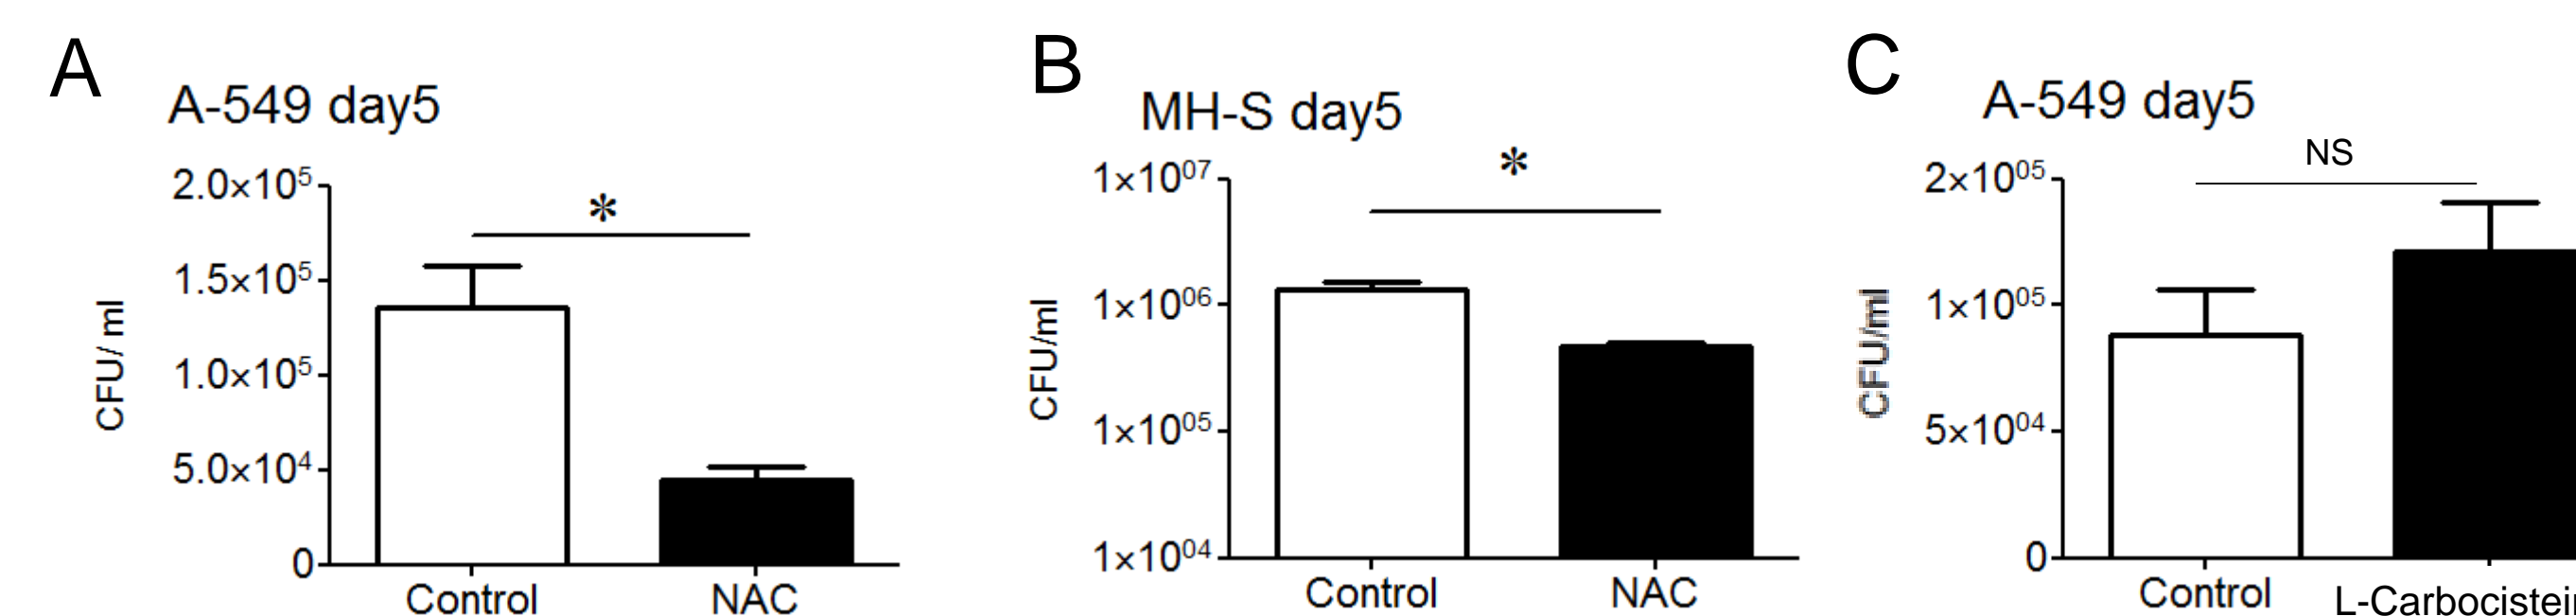 A
A-549 day5
*
2.0×10⁵
1.5×10⁵
1.0×10⁵
5.0×10⁴
0
CFU/ ml
Control
NAC
B
MH-S day5
*
1×10⁰⁷
1×10⁰⁶
1×10⁰⁵
1×10⁰⁴
CFU/ml
Control
NAC
C
A-549 day5
NS
2×10⁰⁵
1×10⁰⁵
5×10⁰⁴
0
CFU/ml
Control
L-Carbocistein